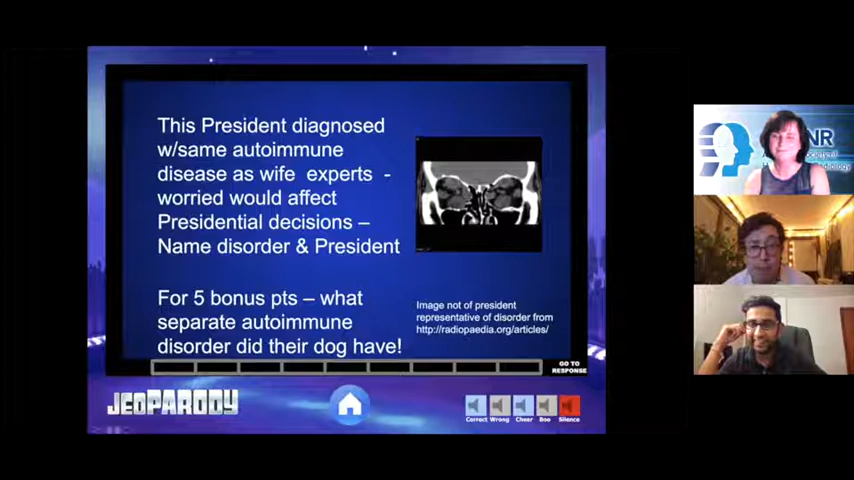 This President diagnosed
w/same autoimmune
disease as wife experts -
worried would affect
Presidential decisions –
Name disorder & President
For 5 bonus pts – what
separate autoimmune
disorder did their dog have!
Image not of president
representative of disorder from
http://radiopaedia.org/articles/
GO TO
RESPONSE
JEOPARODY
Correct Wrong Cheer Boo Silence